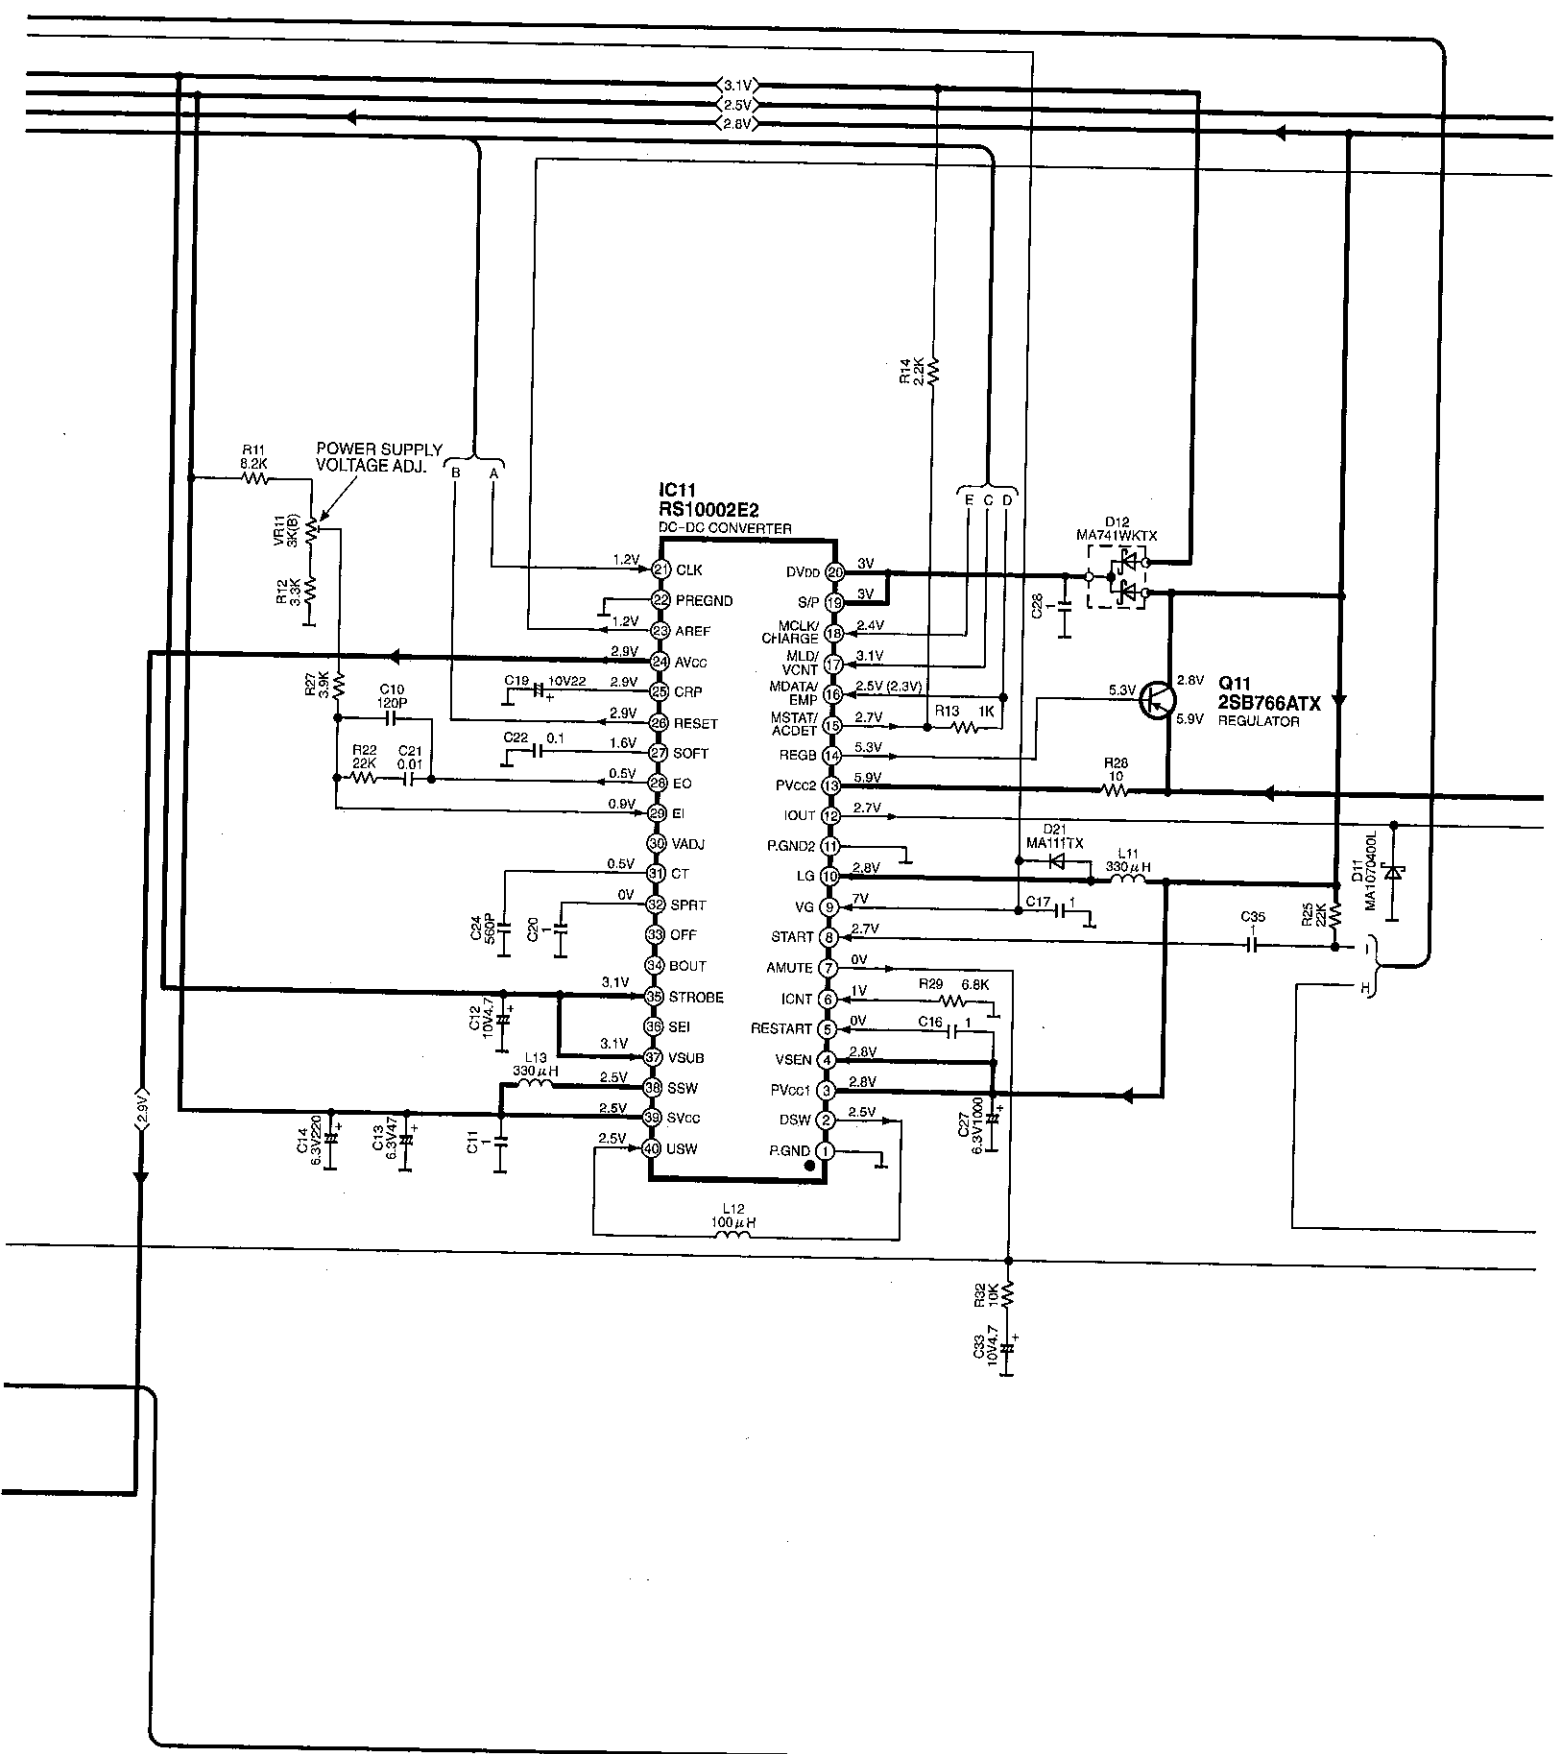 3.1V
2.5V
2.8V
R14
2.2K
R11
8.2K
POWER SUPPLY
VOLTAGE ADJ.
B A
VR11
3K(B)
R12
3.3K
R27
3.9K
C10
120P
R22
22K
C21
0.01
IC11
RS10002E2
DC-DC CONVERTER
E C D
D12
MA741WKTX
1.2V 21 CLK
22 PREGND
1.2V 23 AREF
2.9V 24 AVCC
C19 10V22 2.9V 25 CRP
2.9V 26 RESET
C22 0.1 1.6V 27 SOFT
0.5V 28 EO
0.9V 29 EI
30 VADJ
0.5V 31 CT
0V 32 SPRT
33 OFF
34 BOUT
3.1V 35 STROBE
36 SEI
3.1V 37 VSUB
2.5V 38 SSW
2.5V 39 SVCC
2.5V 40 USW
DVDD 20 3V
S/P 19 3V
MCLK/
CHARGE 18 2.4V
MLD/
VCNT 17 3.1V
MDATA/
EMP 16 2.5V (2.3V)
MSTAT/
ACDET 15 2.7V
REGB 14 5.3V
PVCC2 13 5.9V
IOUT 12 2.7V
P.GND2 11
LG 10 2.8V
VG 9 7V
START 8 2.7V
AMUTE 7 0V
ICNT 6 1V
RESTART 5 0V
VSEN 4 2.8V
PVCC1 3 2.8V
DSW 2 2.5V
P.GND 1
C28
1
R13 1K
5.3V
2.8V
5.9V
Q11
2SB766ATX
REGULATOR
R28
10
D21
MA111TX
L11
330μH
D11
MA1070400L
C17 1
R25
22K
C35
1
I
H
R29 6.8K
C16 1
C27
6.3V1000
C24
560P
C20
1
C12
10V4.7
L13
330μH
C14
6.3V220
C13
6.3V47
C11
1
2.9V
L12
100μH
R32
10K
C33
10V4.7